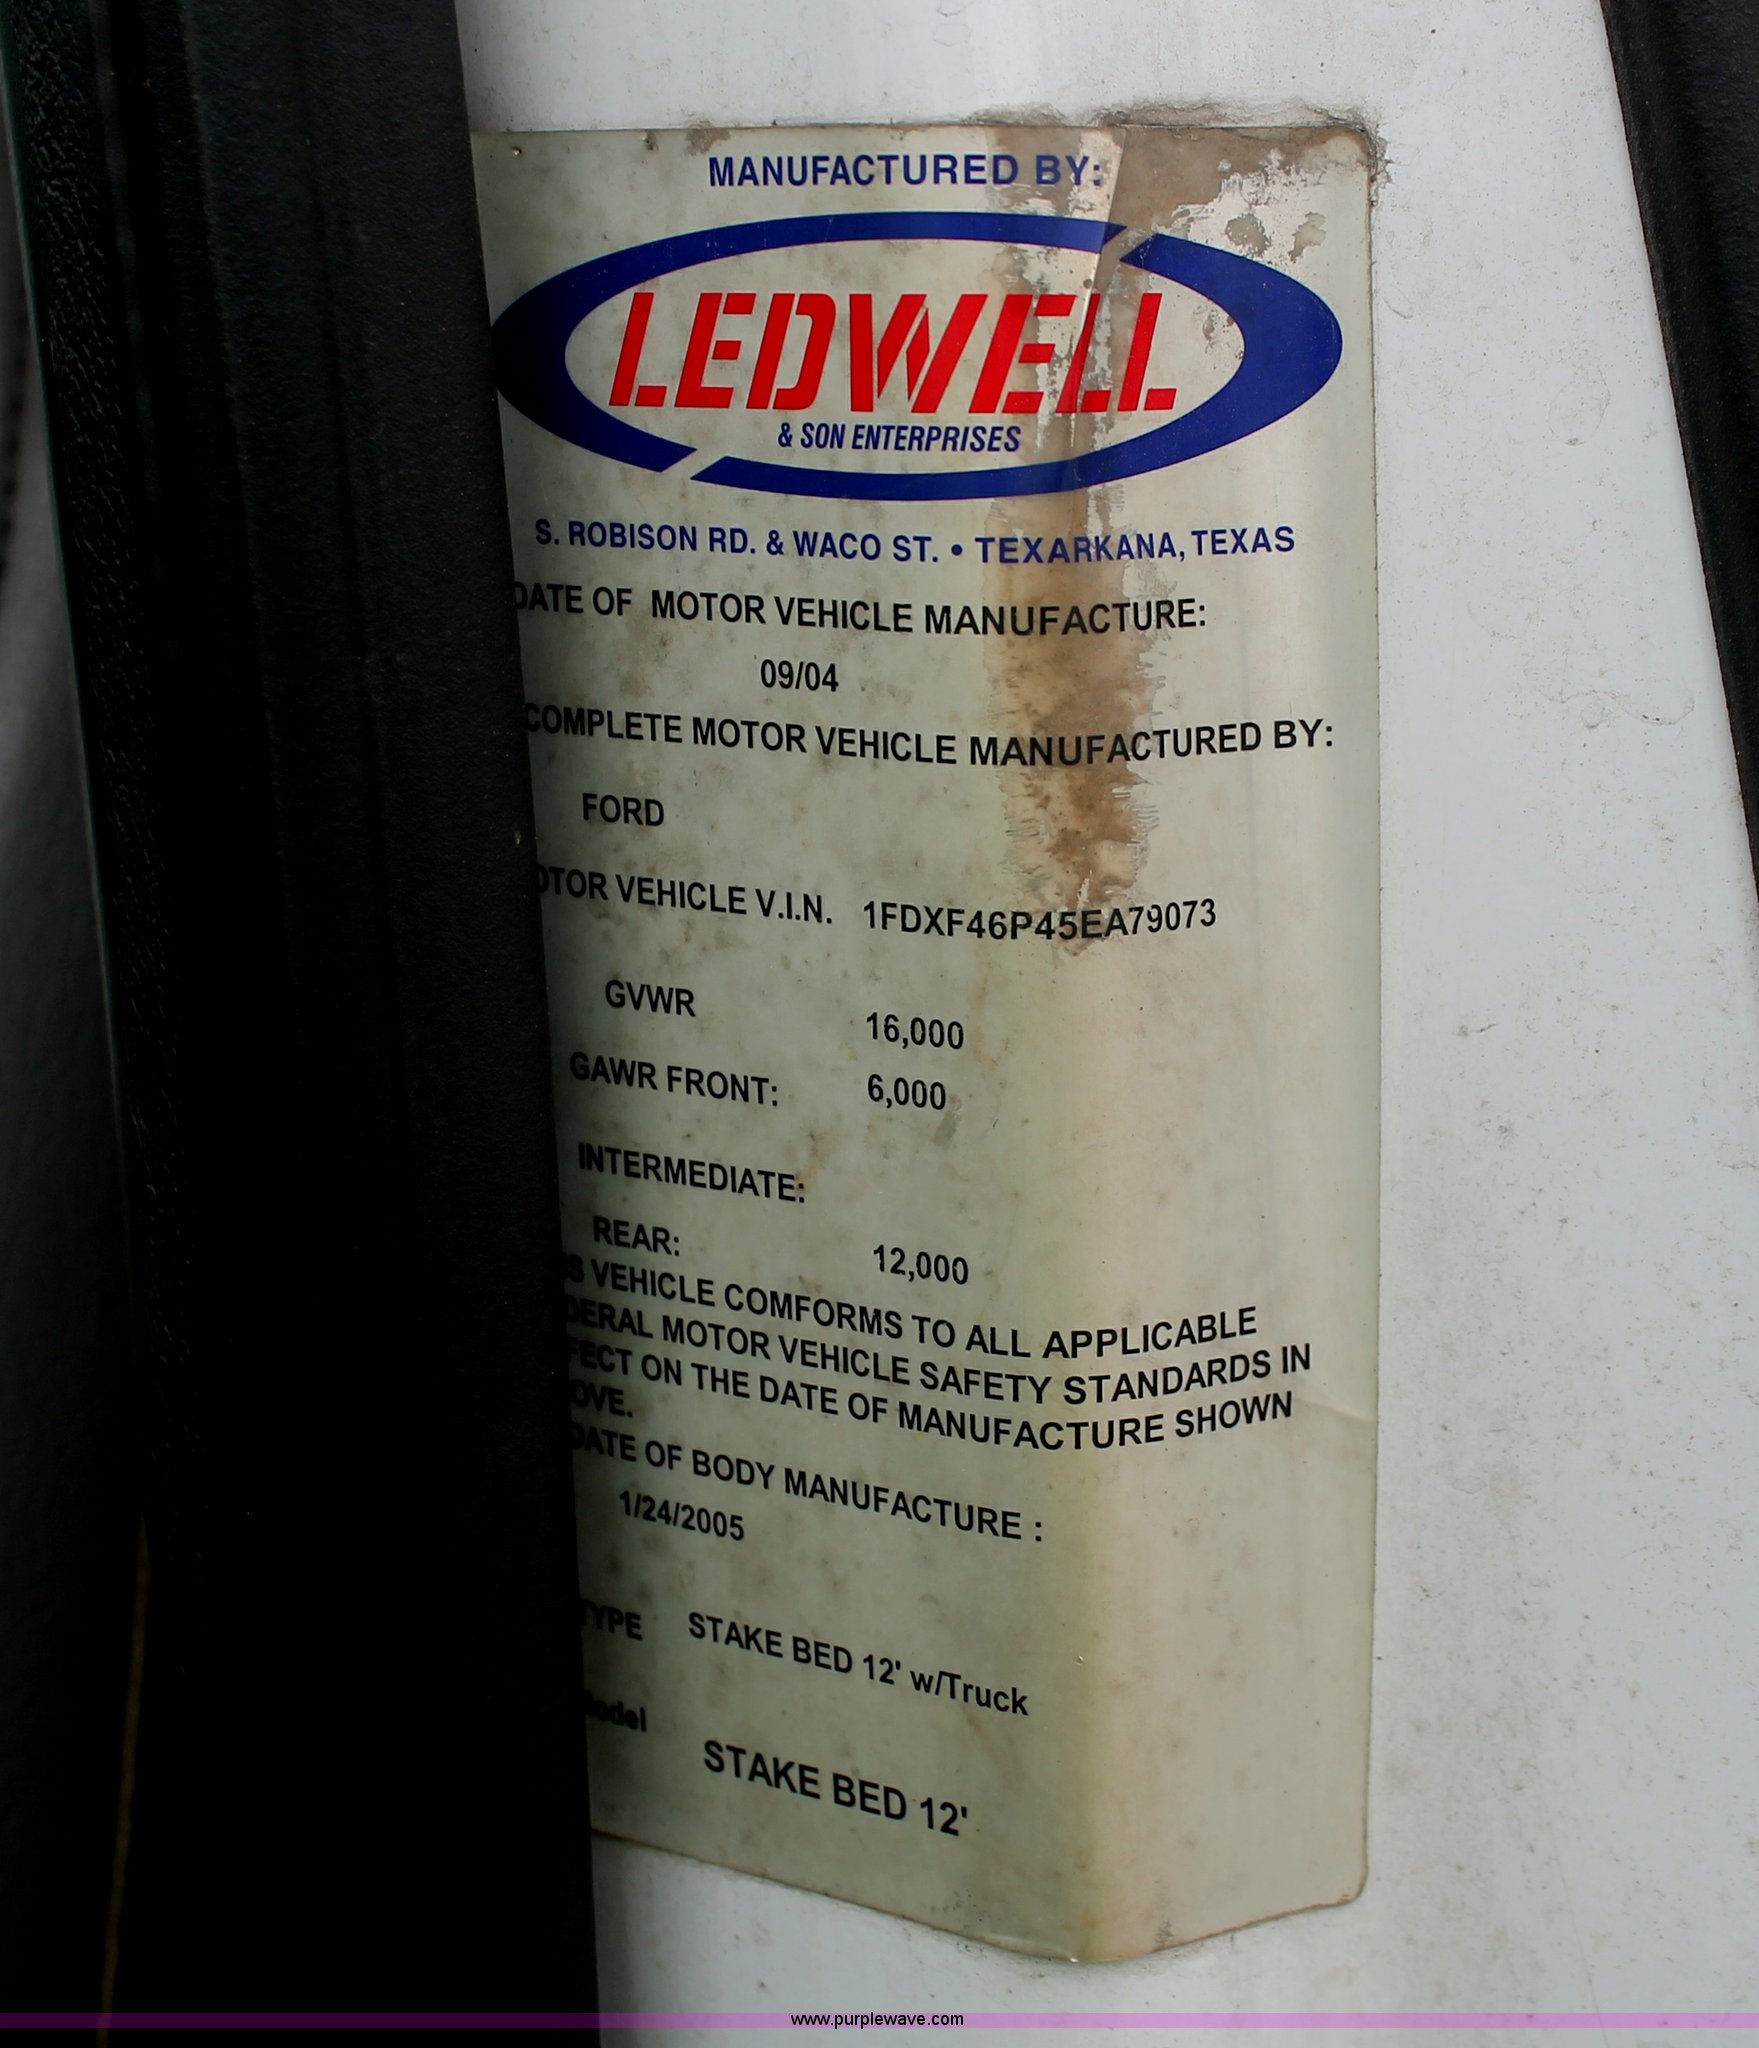 MANUFACTURED BY:
LEDWELL
& SON ENTERPRISES
S. ROBISON RD. & WACO ST. • TEXARKANA, TEXAS
DATE OF MOTOR VEHICLE MANUFACTURE:
09/04
COMPLETE MOTOR VEHICLE MANUFACTURED BY:
FORD
OTOR VEHICLE V.I.N. 1FDXF46P45EA79073
GVWR 16,000
GAWR FRONT: 6,000
INTERMEDIATE:
REAR: 12,000
S VEHICLE COMFORMS TO ALL APPLICABLE
DERAL MOTOR VEHICLE SAFETY STANDARDS IN
FECT ON THE DATE OF MANUFACTURE SHOWN
OVE.
DATE OF BODY MANUFACTURE :
1/24/2005
TYPE STAKE BED 12' w/Truck
Model
STAKE BED 12'
www.purplewave.com